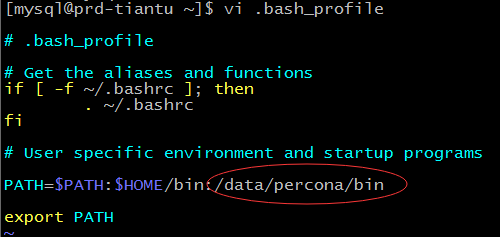 [mysql@prd-tiantu ~]$ vi .bash_profile
# .bash_profile
# Get the aliases and functions
if [ -f ~/.bashrc ]; then
. ~/.bashrc
fi
# User specific environment and startup programs
PATH=$PATH:$HOME/bin:/data/percona/bin
export PATH
~